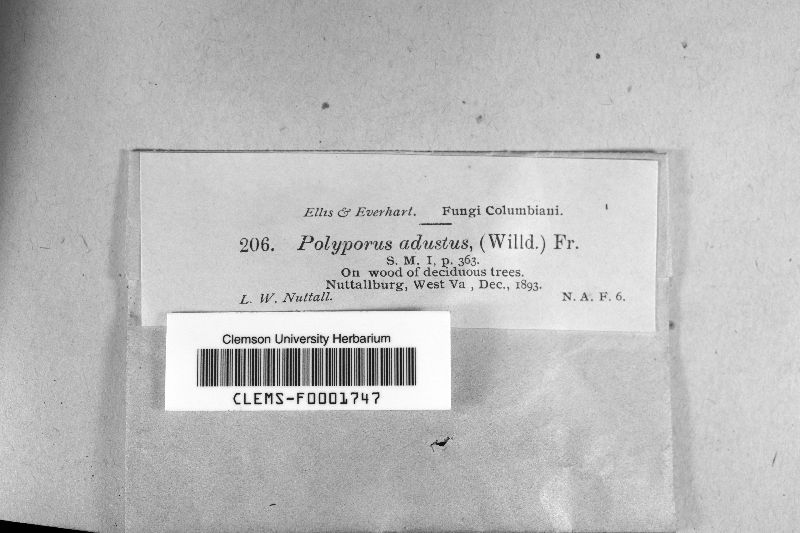 Ellis & Everhart. Fungi Columbiani.
206. Polyporus adustus, (Willd.) Fr.
S. M. I, p. 363.
On wood of deciduous trees.
Nuttallburg, West Va , Dec., 1893.
L. W. Nuttall. N. A. F. 6.
Clemson University Herbarium
CLEMS-F0001747